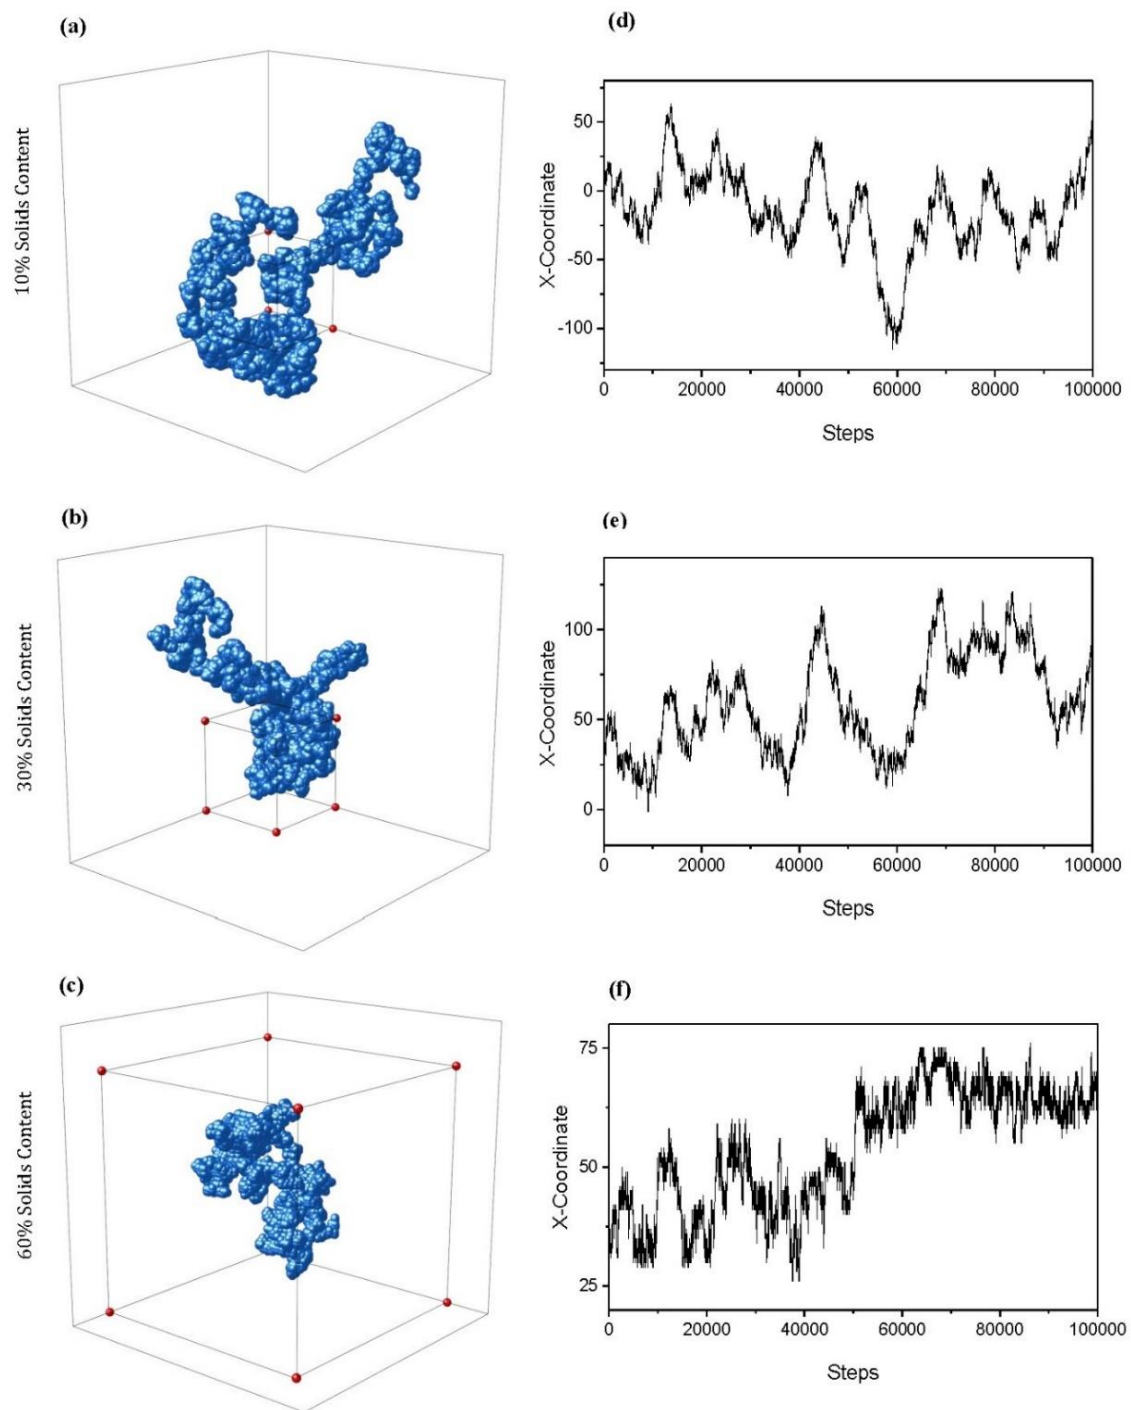 (a)
10% Solids Content
(d)
50
0
-50
-100
X-Coordinate
0 20000 40000 60000 80000 100000
Steps
(b)
30% Solids Content
(e)
100
50
0
X-Coordinate
0 20000 40000 60000 80000 100000
Steps
(c)
60% Solids Content
(f)
75
50
25
X-Coordinate
0 20000 40000 60000 80000 100000
Steps